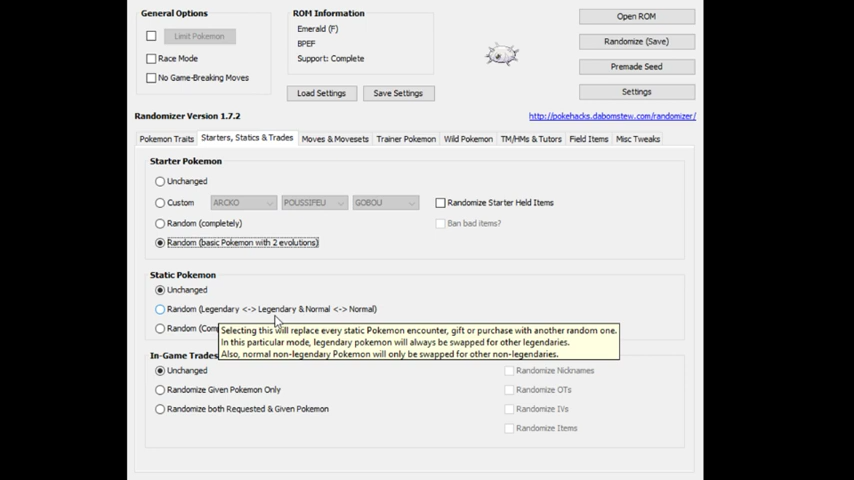 General Options
Limit Pokemon
Race Mode
No Game-Breaking Moves
ROM Information
Emerald (F)
BPEF
Support: Complete
Load Settings
Save Settings
Open ROM
Randomize (Save)
Premade Seed
Settings
Randomizer Version 1.7.2
http://pokehacks.dabomstew.com/randomizer/
Pokemon Traits Starters, Statics & Trades Moves & Movesets Trainer Pokemon Wild Pokemon TM/HMs & Tutors Field Items Misc Tweaks
Starter Pokemon
Unchanged
Custom ARCKO POUSSIFEU GOBOU Randomize Starter Held Items
Random (completely) Ban bad items?
Random (basic Pokemon with 2 evolutions)
Static Pokemon
Unchanged
Random (Legendary <-> Legendary & Normal <-> Normal)
Random (Com
Selecting this will replace every static Pokemon encounter, gift or purchase with another random one.
In this particular mode, legendary pokemon will always be swapped for other legendaries.
Also, normal non-legendary Pokemon will only be swapped for other non-legendaries.
In-Game Trades
Unchanged Randomize Nicknames
Randomize Given Pokemon Only Randomize OTs
Randomize both Requested & Given Pokemon Randomize IVs
Randomize Items